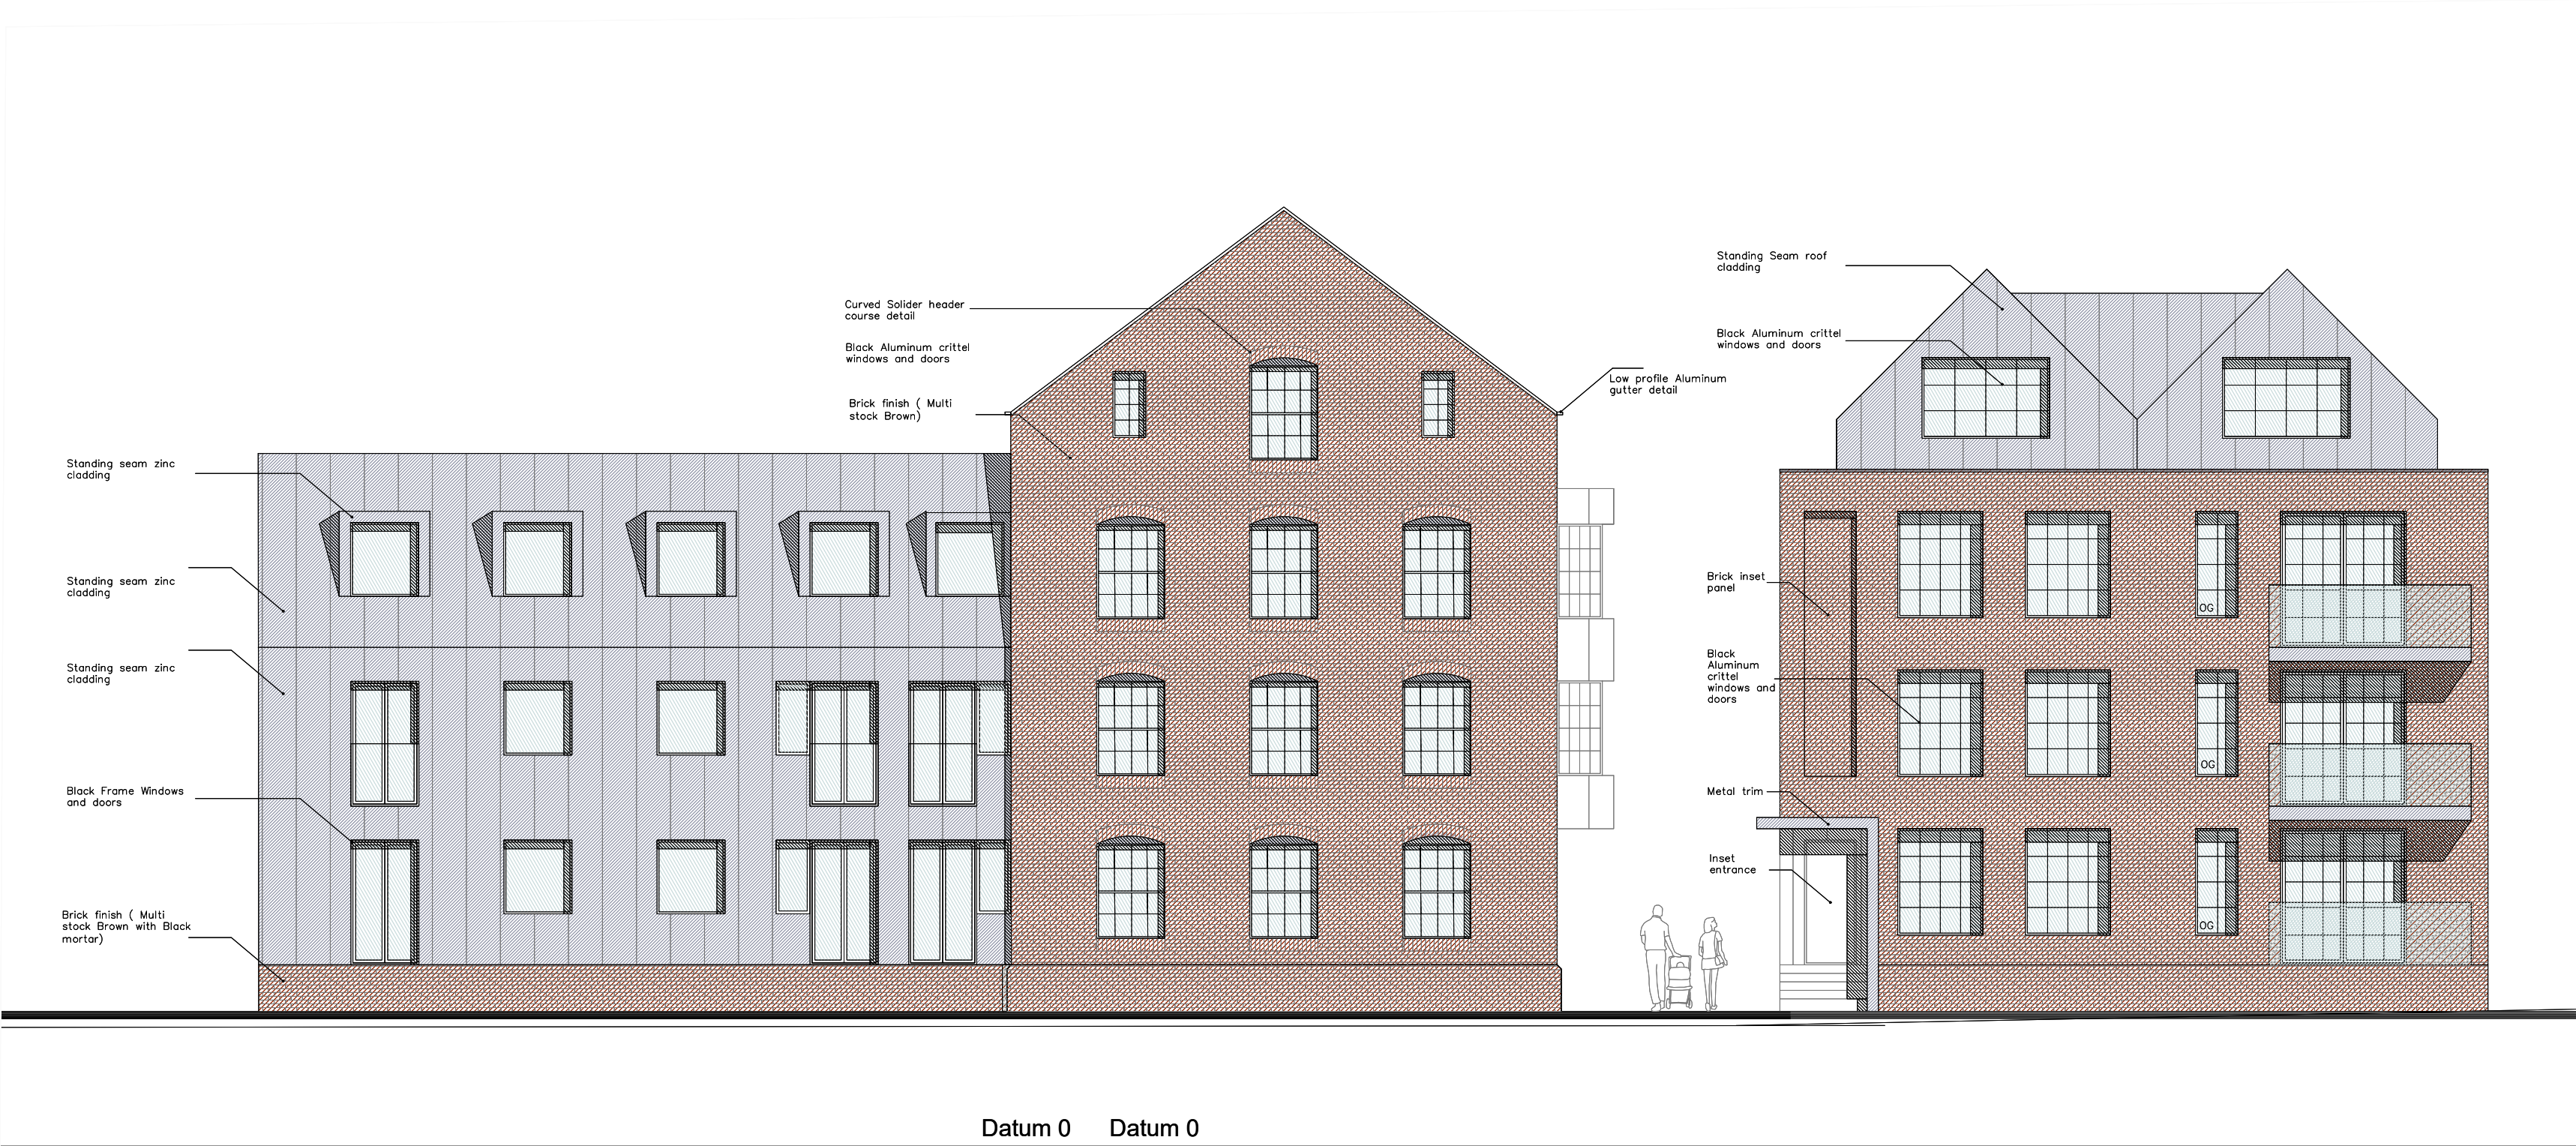 Standing Seam roof
cladding
Curved Solider header
course detail
Black Aluminum crittel
windows and doors
Black Aluminum crittel
windows and doors
Low profile Aluminum
gutter detail
Brick finish ( Multi
stock Brown)
Standing seam zinc
cladding
Standing seam zinc
cladding
Brick inset
panel
OG
Standing seam zinc
cladding
Black
Aluminum
crittel
windows and
doors
OG
Black Frame Windows
and doors
Metal trim
Inset
entrance
Brick finish ( Multi
stock Brown with Black
mortar)
OG
Datum 0
Datum 0